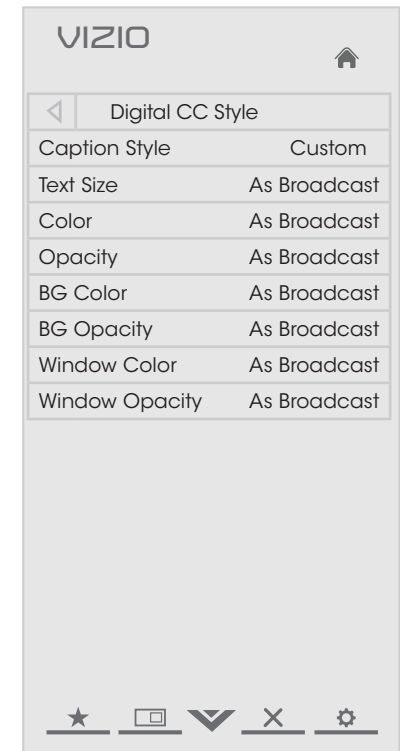 VIZIO
Digital CC Style
Caption Style Custom
Text Size As Broadcast
Color As Broadcast
Opacity As Broadcast
BG Color As Broadcast
BG Opacity As Broadcast
Window Color As Broadcast
Window Opacity As Broadcast